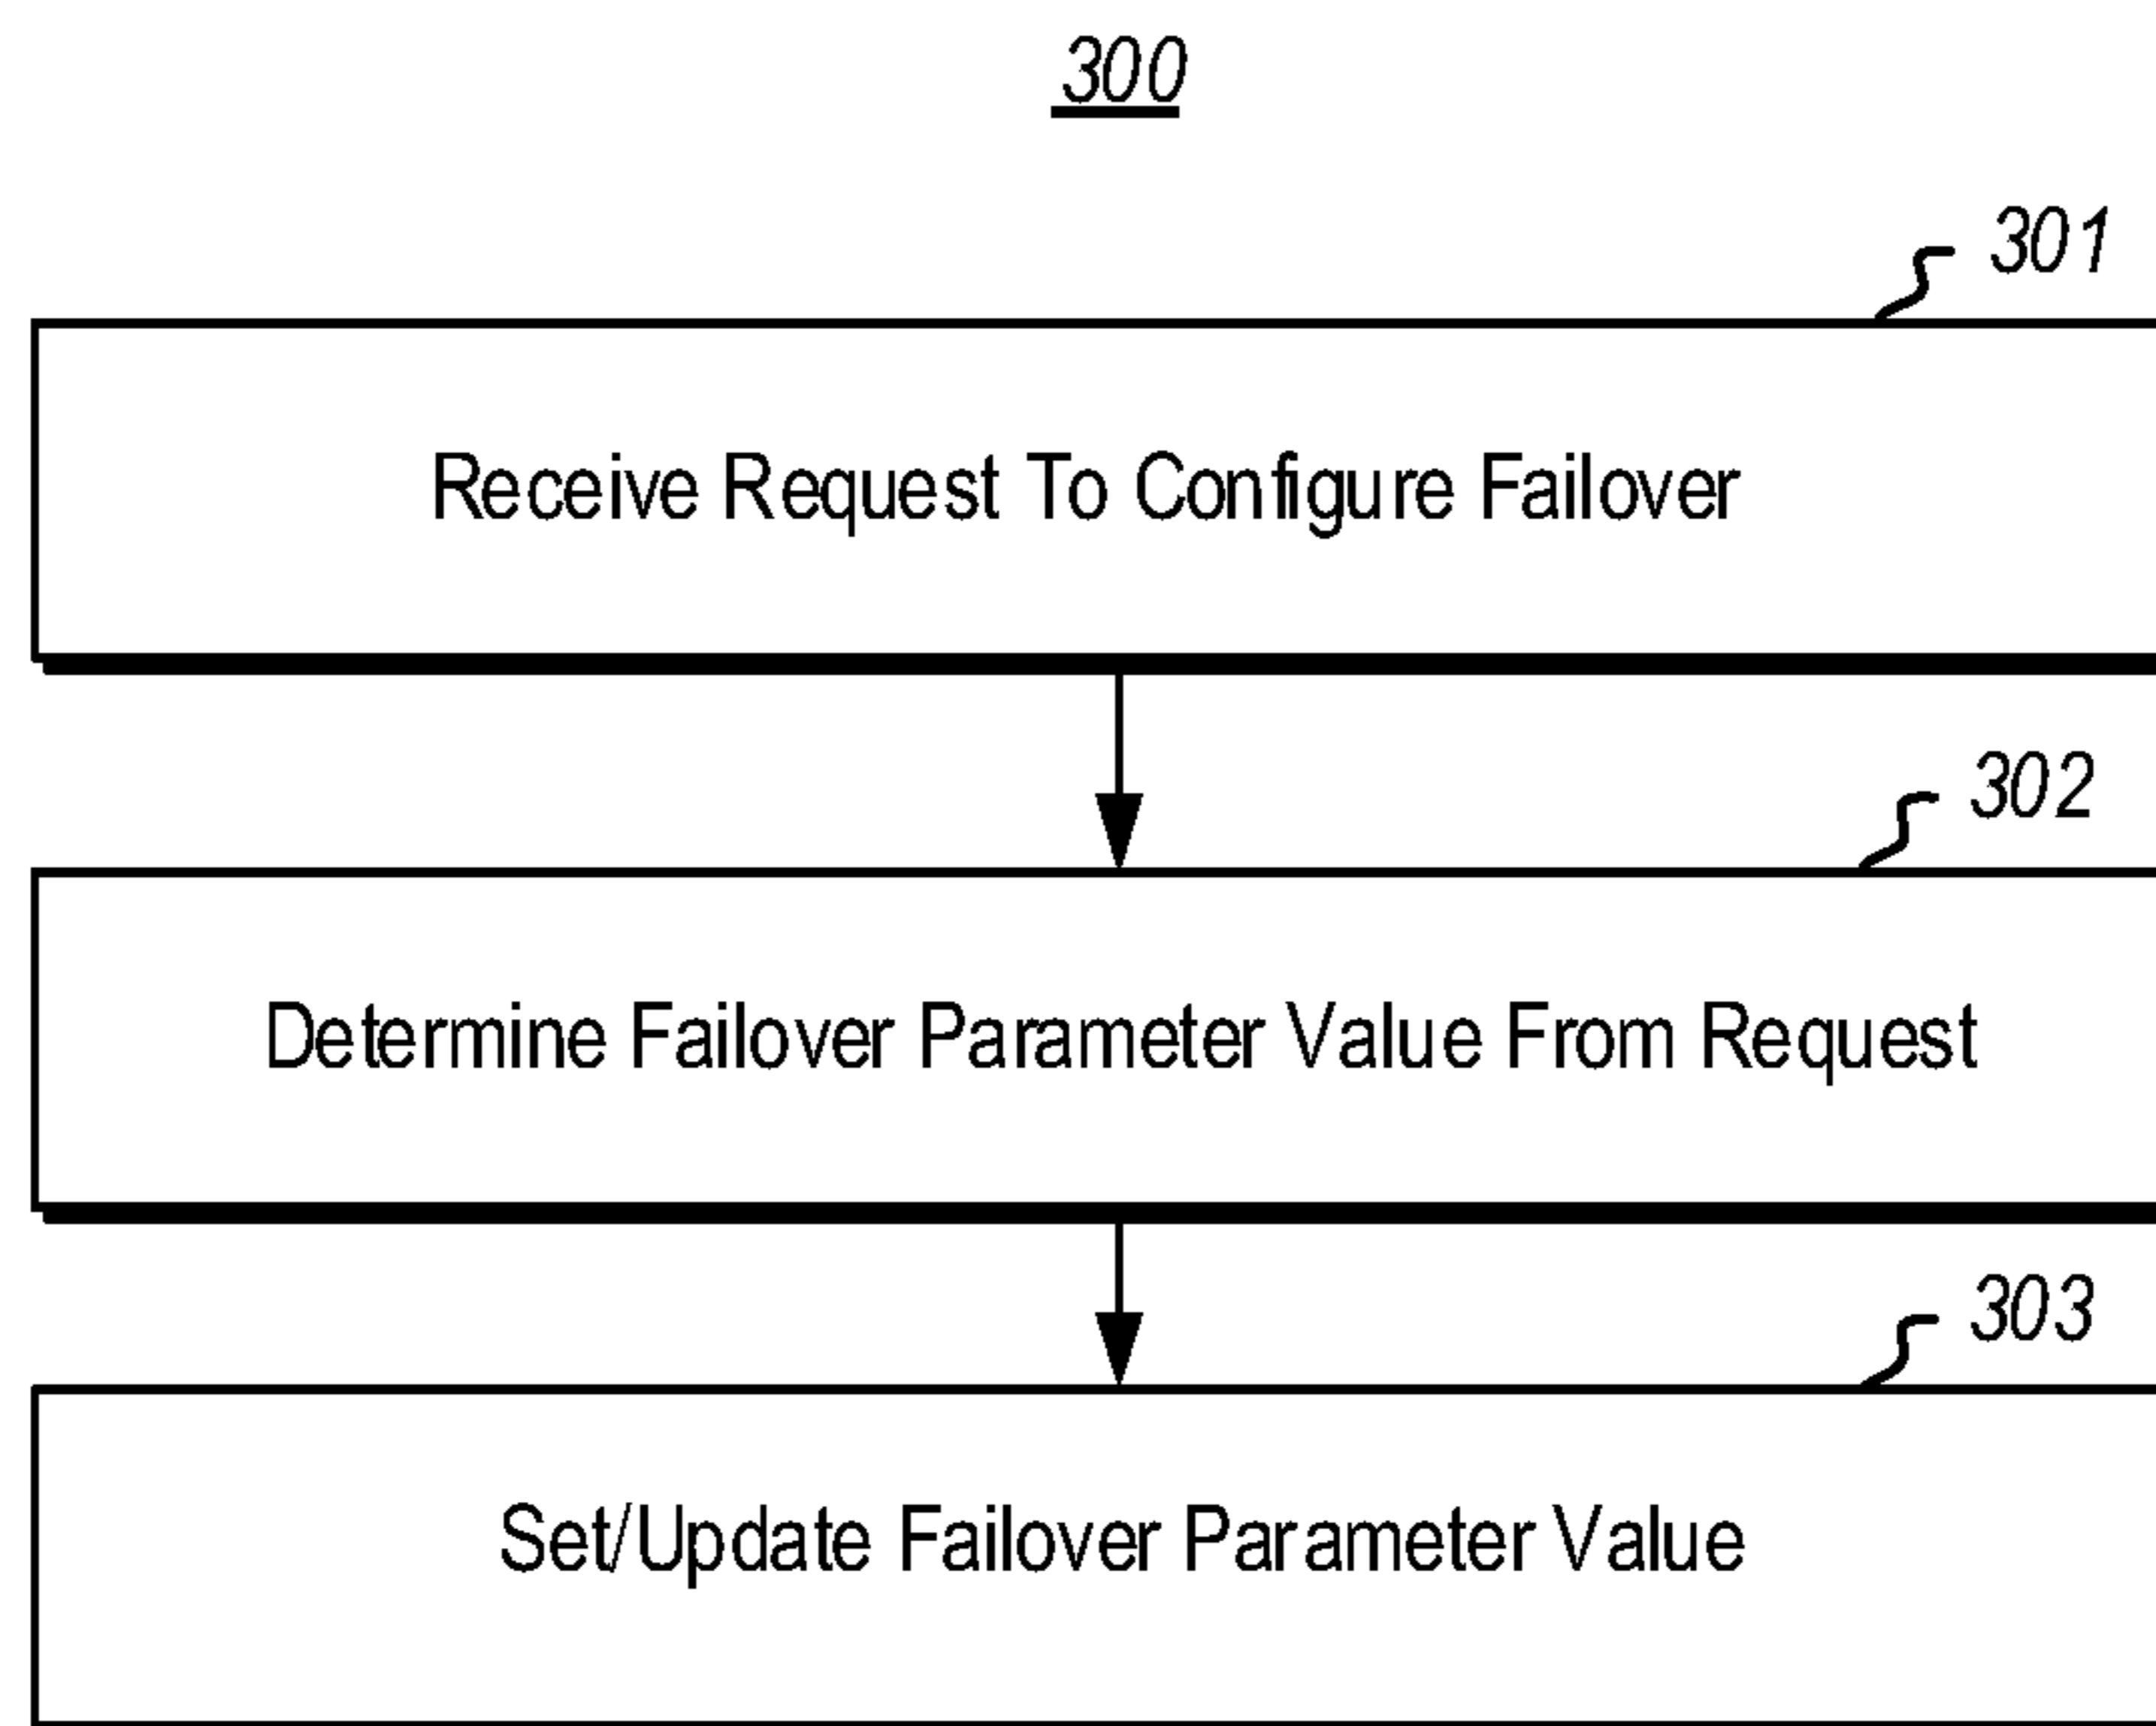 300
301
Receive Request To Configure Failover
302
Determine Failover Parameter Value From Request
303
Set/Update Failover Parameter Value